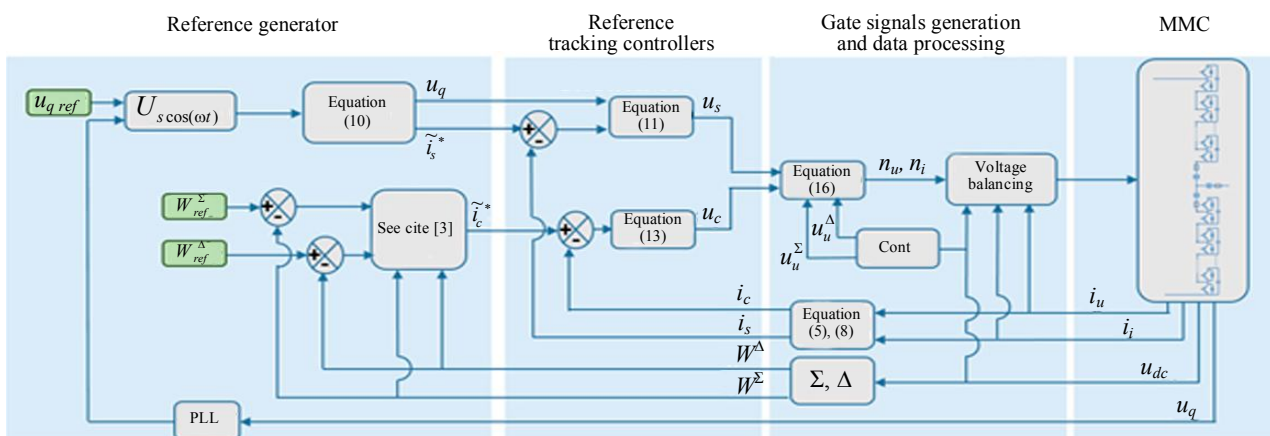 Reference generator
Reference
tracking controllers
Gate signals generation
and data processing
MMC
u_q ref
U_s cos(ωt)
Equation
(10)
u_q
ĩ_s*
Equation
(11)
u_s
W_ref^Σ
W_ref^Δ
See cite [3]
ĩ_c*
Equation
(13)
u_c
Equation
(16)
n_u, n_i
Voltage
balancing
u_u^Δ
u_u^Σ
Cont
i_c
i_s
Equation
(5), (8)
i_u
i_i
W^Δ
W^Σ
Σ, Δ
u_dc
PLL
u_q